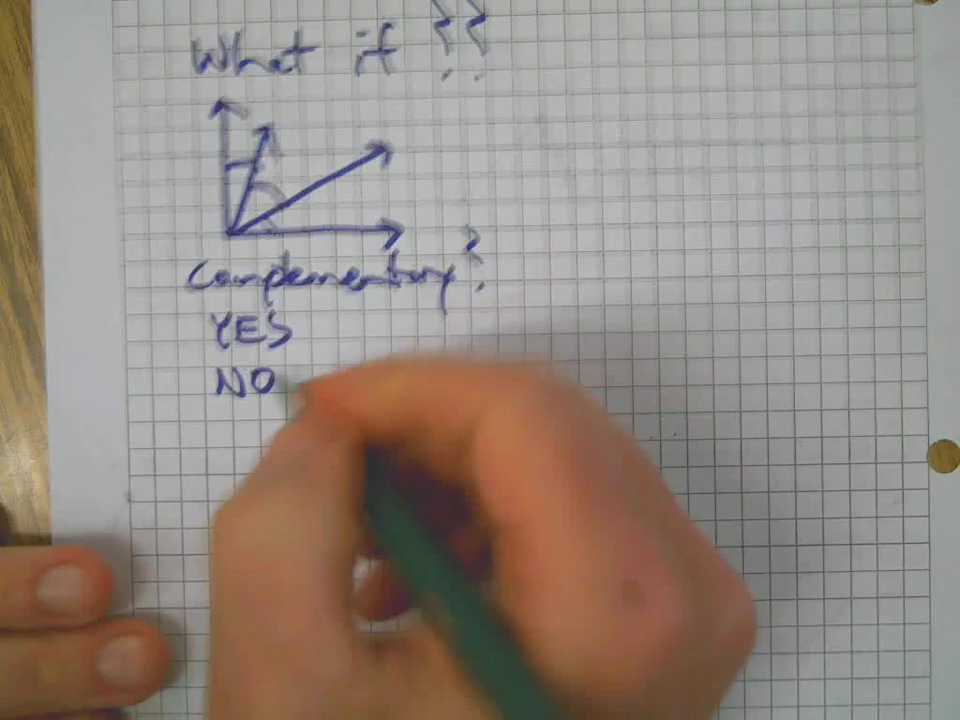 What if ??
Complementary?
YES
NO